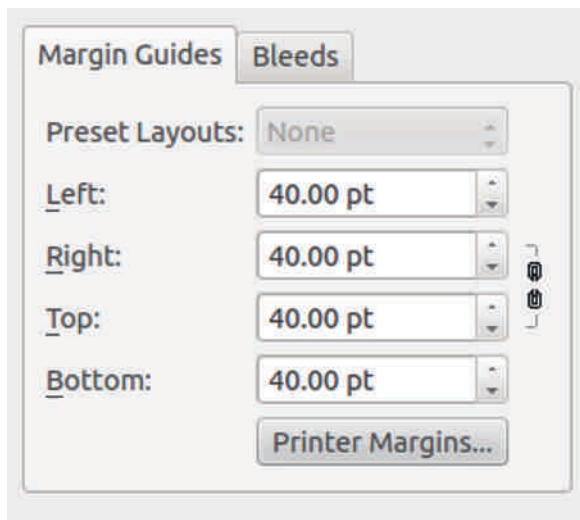 Margin Guides Bleeds
Preset Layouts: None
Left: 40.00 pt
Right: 40.00 pt
Top: 40.00 pt
Bottom: 40.00 pt
Printer Margins...